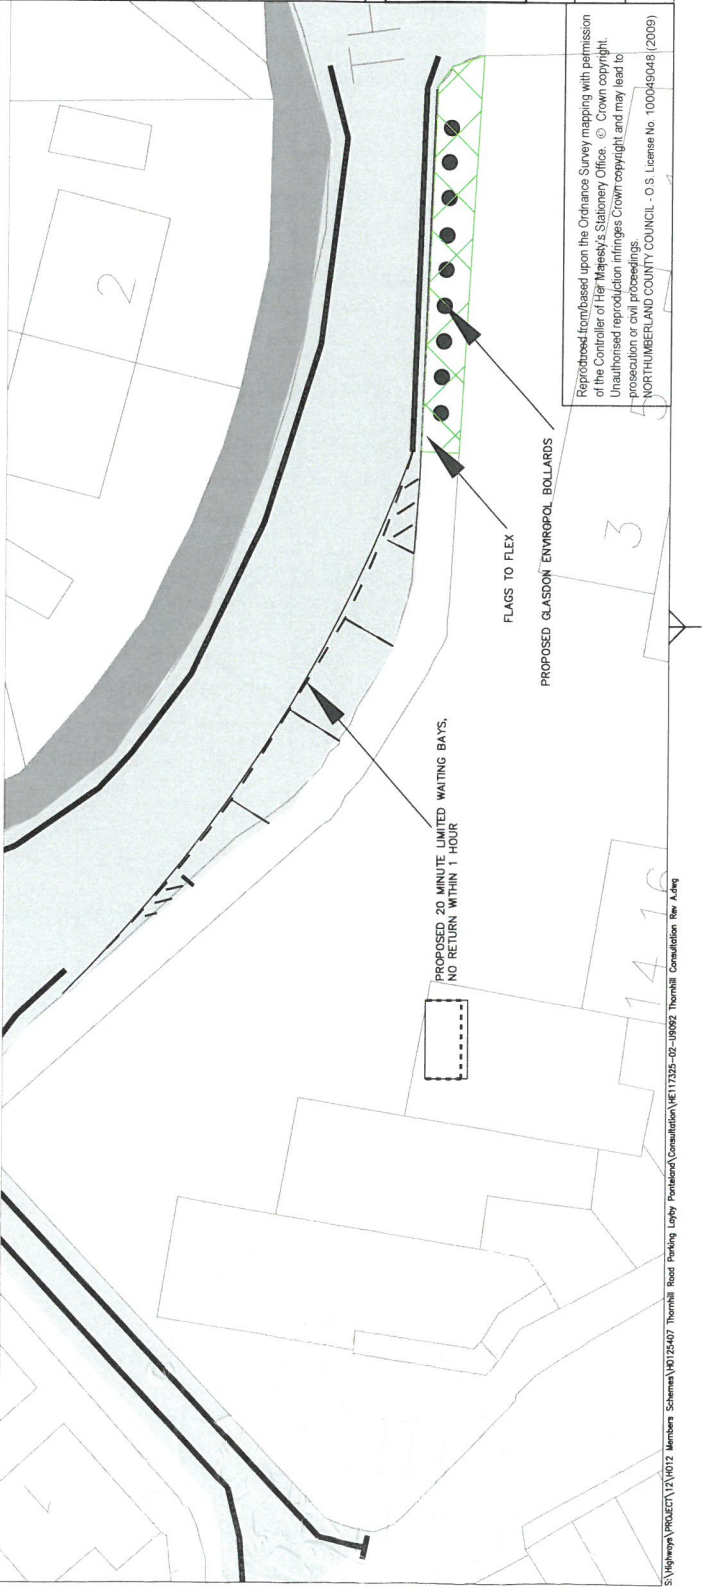 Reproduced from/based upon the Ordnance Survey mapping with permission
of the Controller of Her Majesty's Stationery Office. © Crown copyright.
Unauthorised reproduction infringes Crown copyright and may lead to
prosecution or civil proceedings.
NORTHUMBERLAND COUNTY COUNCIL - O.S. License No. 100049048 (2009)
TH
2
5
3
FLAGS TO FLEX
PROPOSED GLASDON ENVIROPOL BOLLARDS
PROPOSED 20 MINUTE LIMITED WAITING BAYS,
NO RETURN WITHIN 1 HOUR
14 16
S:\Highways\PROJECT\12\H012 Members Schemes\H0125407 Thornhill Road Parking Layby Ponteland\Consultation\HE117325-02-U9092 Thornhill Consultation Rev A.dwg